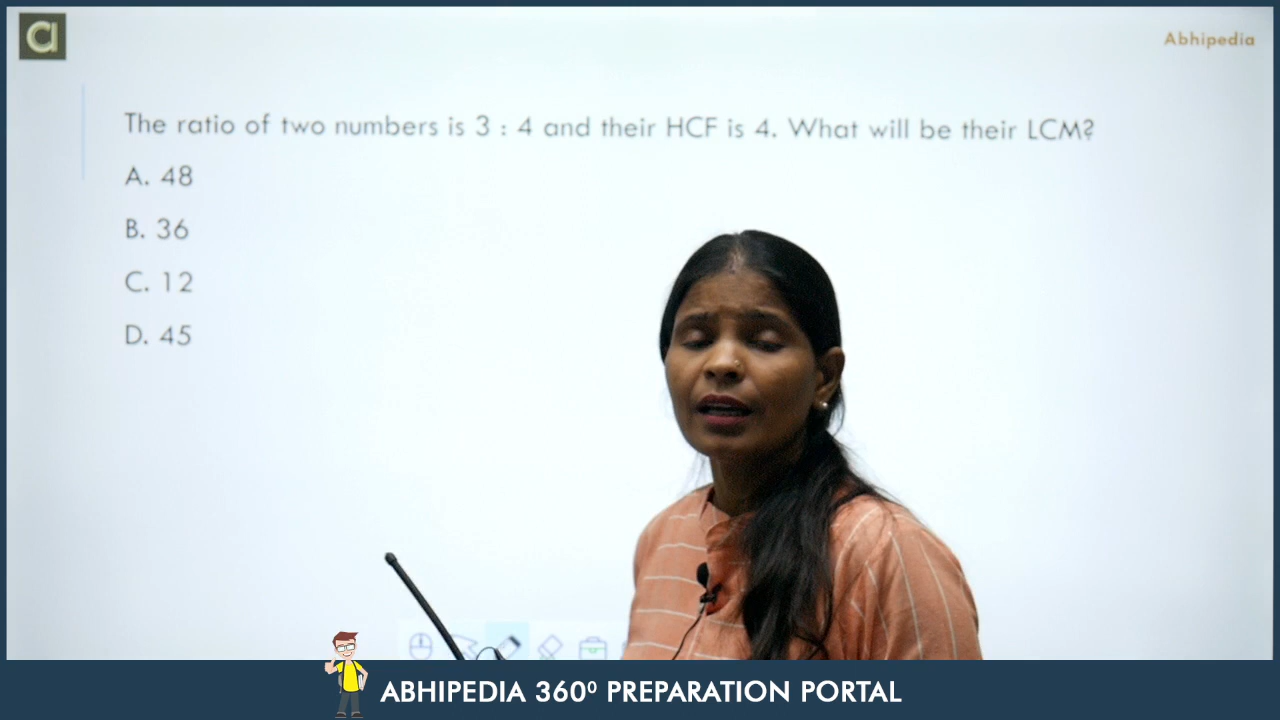 Abhipedia
The ratio of two numbers is 3 : 4 and their HCF is 4. What will be their LCM?
A. 48
B. 36
C. 12
D. 45
ABHIPEDIA 360⁰ PREPARATION PORTAL